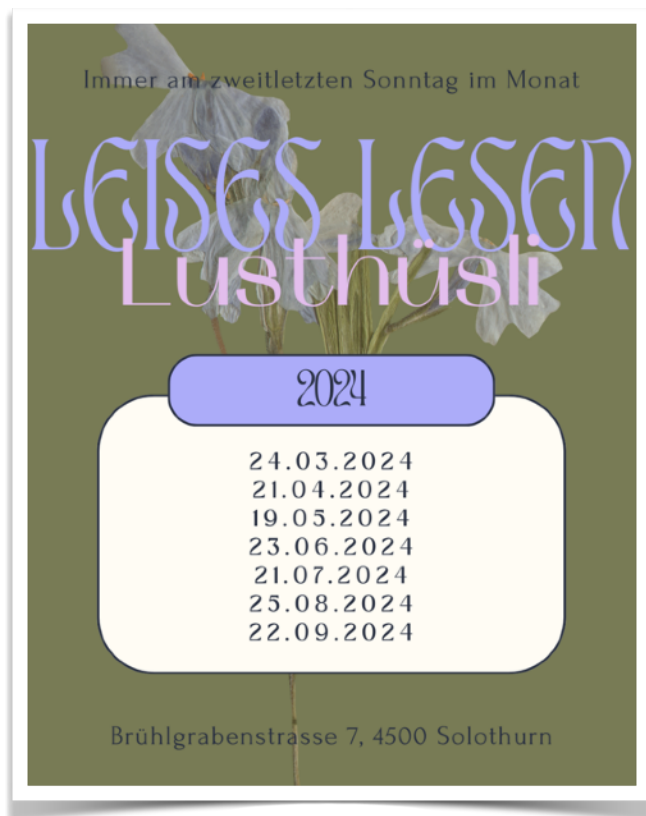 Immer am zweitletzten Sonntag im Monat
LEISES LESEN
Lusthüsli
2024
24.03.2024
21.04.2024
19.05.2024
23.06.2024
21.07.2024
25.08.2024
22.09.2024
Brühlgrabenstrasse 7, 4500 Solothurn